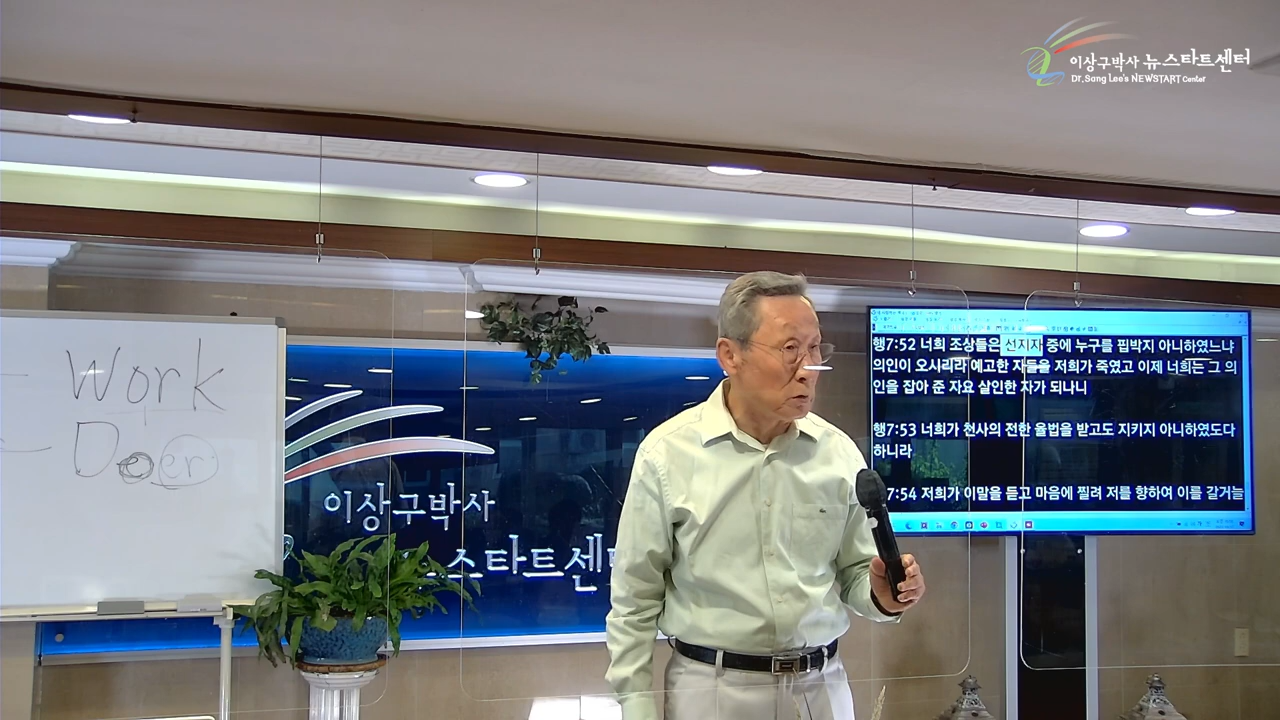 이상구박사 뉴스타트센터
Dr. Sang Lee's NEWSTART Center
Work
Doer
이상구박사
스타트센터
행7:52 너희 조상들은 선지자 중에 누구를 핍박지 아니하였느냐
의인이 오시리라 예고한 자들을 저희가 죽였고 이제 너희는 그 의
인을 잡아 준 자요 살인한 자가 되나니
행7:53 너희가 천사의 전한 율법을 받고도 지키지 아니하였도다
하니라
7:54 저희가 이말을 듣고 마음에 찔려 저를 향하여 이를 갈거늘